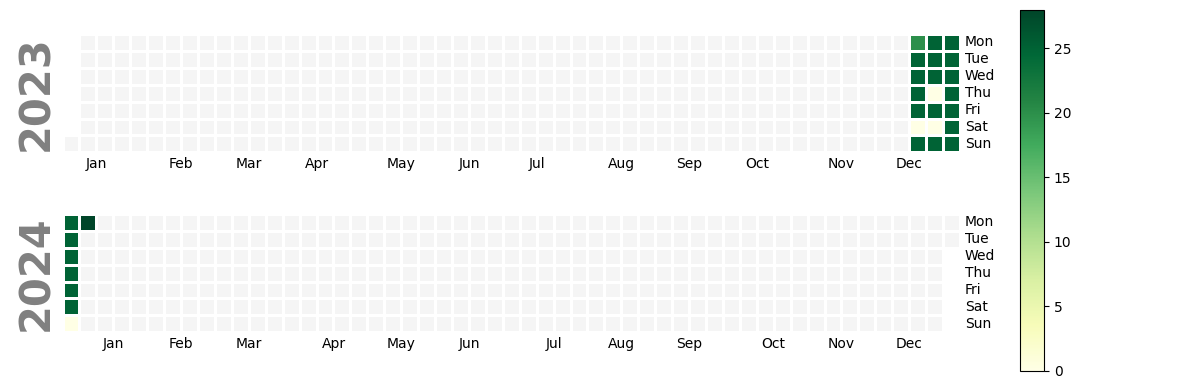 2023
Mon
Tue
Wed
Thu
Fri
Sat
Sun
Jan Feb Mar Apr May Jun Jul Aug Sep Oct Nov Dec
2024
Mon
Tue
Wed
Thu
Fri
Sat
Sun
Jan Feb Mar Apr May Jun Jul Aug Sep Oct Nov Dec
25
20
15
10
5
0